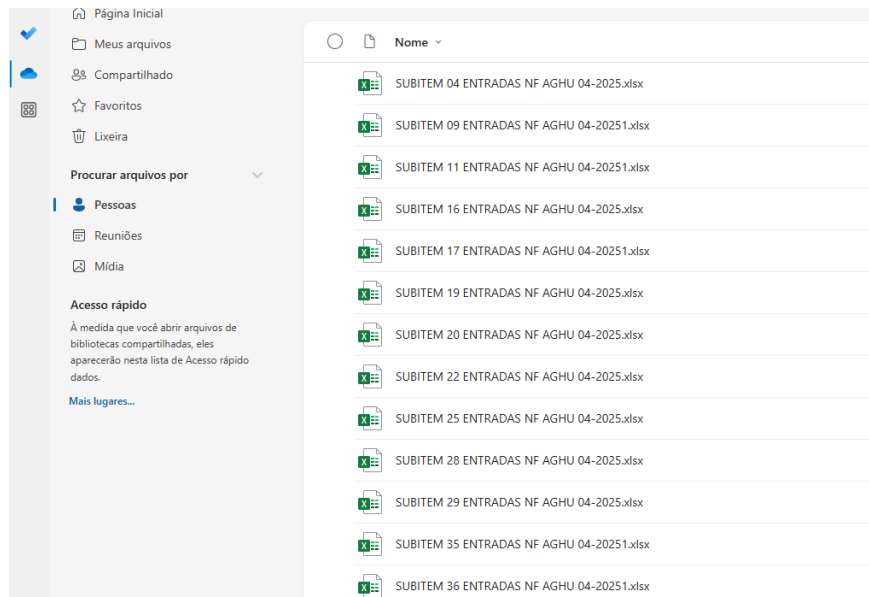 Página Inicial
Meus arquivos
Compartilhado
Favoritos
Lixeira
Procurar arquivos por
Pessoas
Reuniões
Mídia
Acesso rápido
À medida que você abrir arquivos de
bibliotecas compartilhadas, eles
aparecerão nesta lista de Acesso rápido
dados.
Mais lugares...
Nome
SUBITEM 04 ENTRADAS NF AGHU 04-2025.xlsx
SUBITEM 09 ENTRADAS NF AGHU 04-20251.xlsx
SUBITEM 11 ENTRADAS NF AGHU 04-20251.xlsx
SUBITEM 16 ENTRADAS NF AGHU 04-2025.xlsx
SUBITEM 17 ENTRADAS NF AGHU 04-20251.xlsx
SUBITEM 19 ENTRADAS NF AGHU 04-2025.xlsx
SUBITEM 20 ENTRADAS NF AGHU 04-2025.xlsx
SUBITEM 22 ENTRADAS NF AGHU 04-2025.xlsx
SUBITEM 25 ENTRADAS NF AGHU 04-2025.xlsx
SUBITEM 28 ENTRADAS NF AGHU 04-2025.xlsx
SUBITEM 29 ENTRADAS NF AGHU 04-2025.xlsx
SUBITEM 35 ENTRADAS NF AGHU 04-20251.xlsx
SUBITEM 36 ENTRADAS NF AGHU 04-20251.xlsx